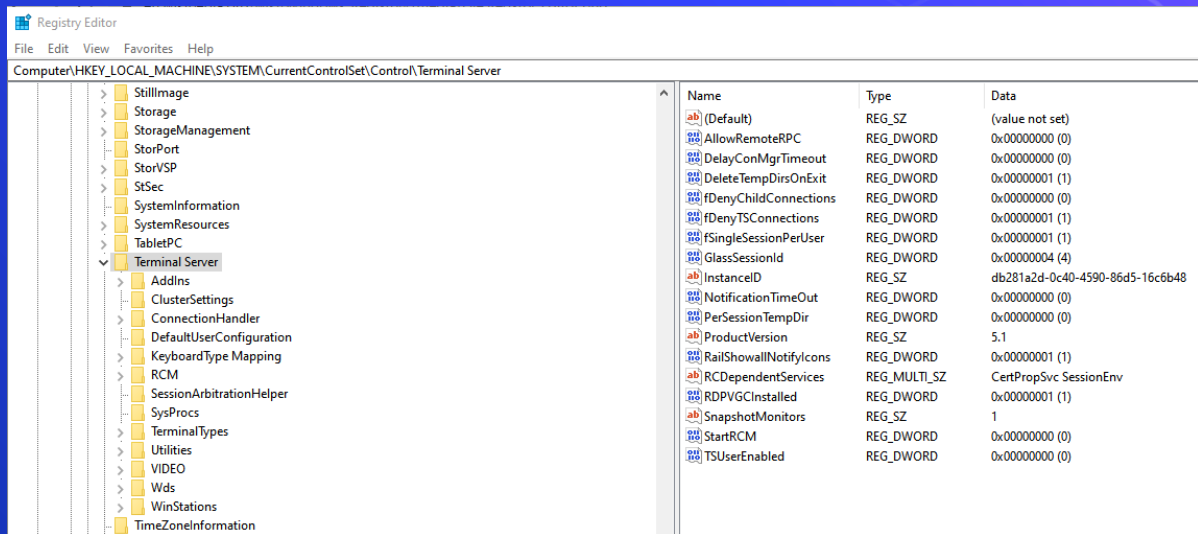 Registry Editor
File Edit View Favorites Help
Computer\HKEY_LOCAL_MACHINE\SYSTEM\CurrentControlSet\Control\Terminal Server
StillImage
Storage
StorageManagement
StorPort
StorVSP
StSec
SystemInformation
SystemResources
TabletPC
Terminal Server
AddIns
ClusterSettings
ConnectionHandler
DefaultUserConfiguration
KeyboardType Mapping
RCM
SessionArbitrationHelper
SysProcs
TerminalTypes
Utilities
VIDEO
Wds
WinStations
TimeZoneInformation
Name Type Data
(Default) REG_SZ (value not set)
AllowRemoteRPC REG_DWORD 0x00000000 (0)
DelayConMgrTimeout REG_DWORD 0x00000000 (0)
DeleteTempDirsOnExit REG_DWORD 0x00000001 (1)
fDenyChildConnections REG_DWORD 0x00000000 (0)
fDenyTSConnections REG_DWORD 0x00000001 (1)
fSingleSessionPerUser REG_DWORD 0x00000001 (1)
GlassSessionId REG_DWORD 0x00000004 (4)
InstanceID REG_SZ db281a2d-0c40-4590-86d5-16c6b48
NotificationTimeOut REG_DWORD 0x00000000 (0)
PerSessionTempDir REG_DWORD 0x00000000 (0)
ProductVersion REG_SZ 5.1
RailShowallNotifyIcons REG_DWORD 0x00000001 (1)
RCDependentServices REG_MULTI_SZ CertPropSvc SessionEnv
RDPVGCInstalled REG_DWORD 0x00000001 (1)
SnapshotMonitors REG_SZ 1
StartRCM REG_DWORD 0x00000000 (0)
TSUserEnabled REG_DWORD 0x00000000 (0)